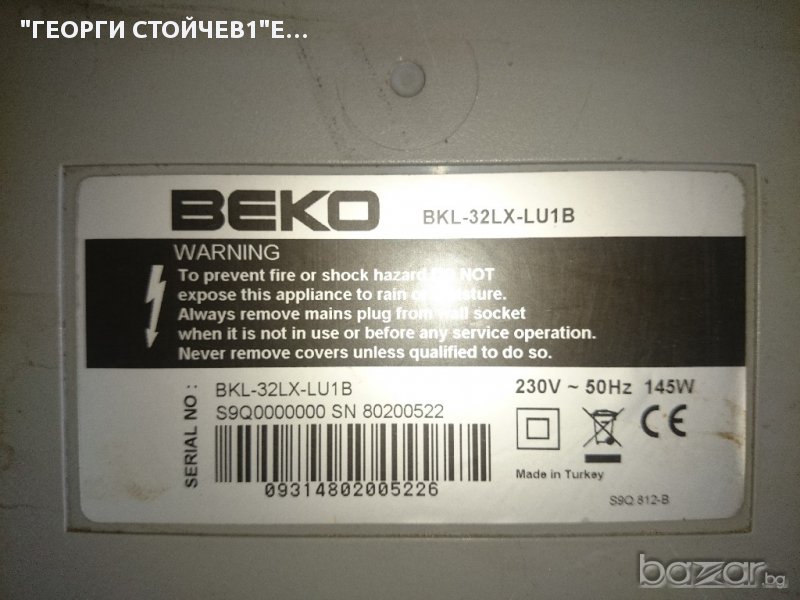 "ГЕОРГИ СТОЙЧЕВ1"Е...
BEKO BKL-32LX-LU1B
WARNING
To prevent fire or shock hazard DO NOT
expose this appliance to rain or moisture.
Always remove mains plug from wall socket
when it is not in use or before any service operation.
Never remove covers unless qualified to do so.
SERIAL NO :
BKL-32LX-LU1B
S9Q0000000 SN 80200522
09314802005226
230V ~ 50Hz 145W
CE
Made in Turkey
S9Q 812-B
bazar.bg